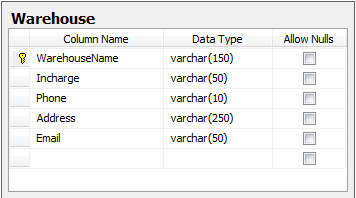 Warehouse
Column Name Data Type Allow Nulls
WarehouseName varchar(150)
Incharge varchar(50)
Phone varchar(10)
Address varchar(250)
Email varchar(50)